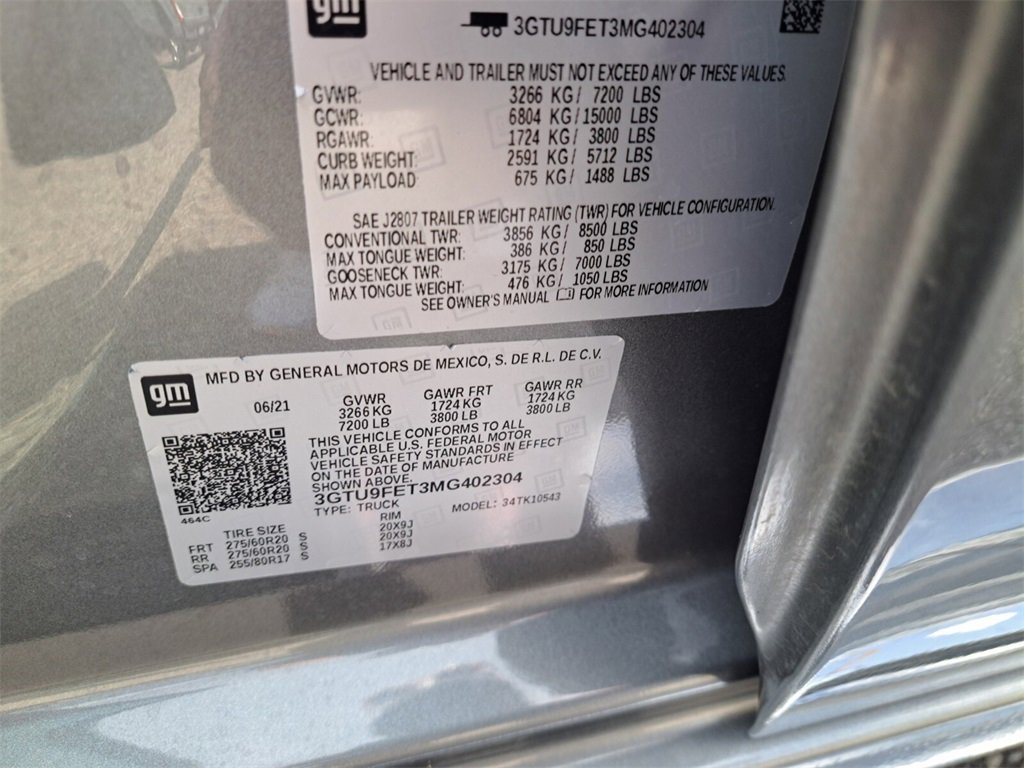 gm
3GTU9FET3MG402304
VEHICLE AND TRAILER MUST NOT EXCEED ANY OF THESE VALUES.
GVWR: 3266 KG/ 7200 LBS
GCWR: 6804 KG/15000 LBS
RGAWR: 1724 KG/ 3800 LBS
CURB WEIGHT: 2591 KG/ 5712 LBS
MAX PAYLOAD 675 KG/ 1488 LBS
SAE J2807 TRAILER WEIGHT RATING (TWR) FOR VEHICLE CONFIGURATION.
CONVENTIONAL TWR: 3856 KG/ 8500 LBS
MAX TONGUE WEIGHT: 386 KG/ 850 LBS
GOOSENECK TWR: 3175 KG/ 7000 LBS
MAX TONGUE WEIGHT: 476 KG/ 1050 LBS
SEE OWNER'S MANUAL FOR MORE INFORMATION
gm MFD BY GENERAL MOTORS DE MEXICO, S. DE R.L. DE C.V.
06/21 GVWR GAWR FRT GAWR RR
3266 KG 1724 KG 1724 KG
7200 LB 3800 LB 3800 LB
THIS VEHICLE CONFORMS TO ALL
APPLICABLE U.S. FEDERAL MOTOR
VEHICLE SAFETY STANDARDS IN EFFECT
ON THE DATE OF MANUFACTURE
SHOWN ABOVE.
3GTU9FET3MG402304
TYPE: TRUCK MODEL: 34TK10543
464C
TIRE SIZE RIM
FRT 275/60R20 S 20X9J
RR 275/60R20 S 20X9J
SPA 255/80R17 S 17X8J